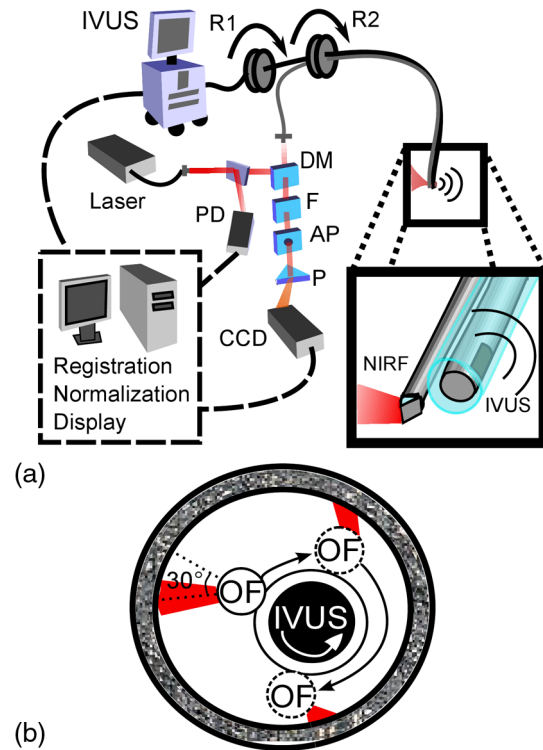 IVUS
R1
R2
Laser
DM
F
PD
AP
P
CCD
Registration
Normalization
Display
NIRF
IVUS
(a)
30°
OF
OF
IVUS
OF
(b)